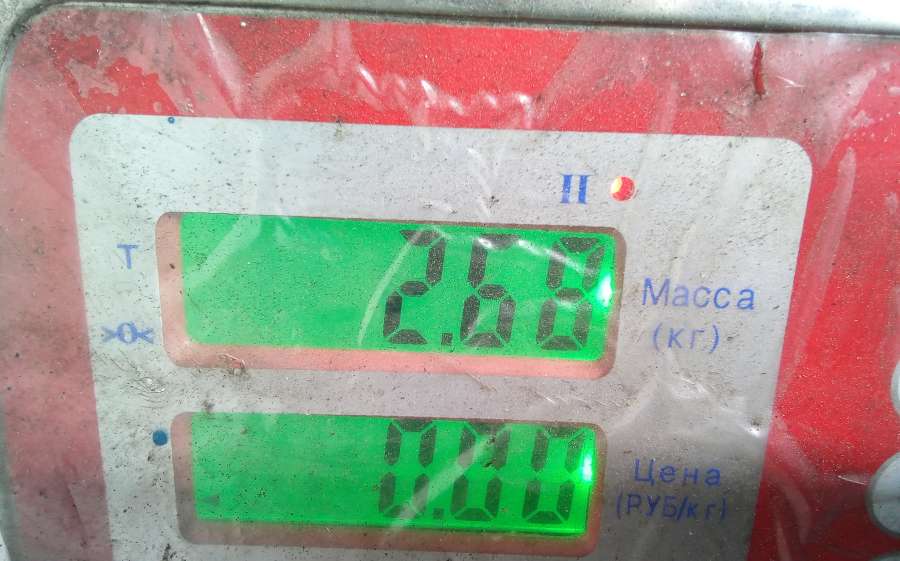 II
T
2.68
Масса
>0<
(кг)
0.00
Цена
(РУБ/кг)